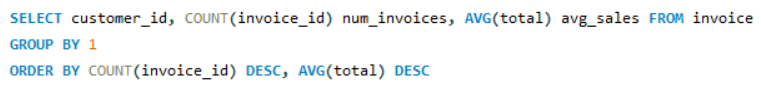 SELECT customer_id, COUNT(invoice_id) num_invoices, AVG(total) avg_sales FROM invoice
GROUP BY 1
ORDER BY COUNT(invoice_id) DESC, AVG(total) DESC